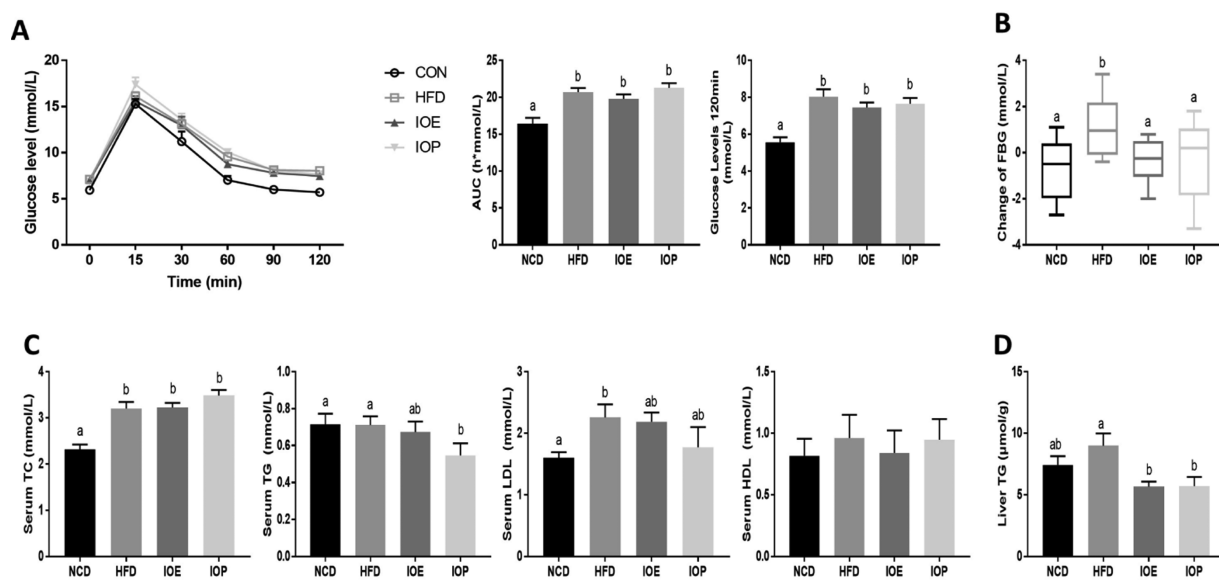 A
Glucose level (mmol/L)
20
15
10
5
0
0 15 30 60 90 120
Time (min)
CON
HFD
IOE
IOP
AUC (h*mmol/L)
25
20
15
10
5
0
a b b b
NCD HFD IOE IOP
Glucose Levels 120min
(mmol/L)
10
8
6
4
2
0
a b b b
NCD HFD IOE IOP
B
Change of FBG (mmol/L)
4
2
0
-2
-4
a b a a
NCD HFD IOE IOP
C
Serum TC (mmol/L)
4
3
2
1
0
a b b b
NCD HFD IOE IOP
Serum TG (mmol/L)
1.0
0.8
0.6
0.4
0.2
0.0
a a ab b
NCD HFD IOE IOP
Serum LDL (mmol/L)
3
2
1
0
a b ab ab
NCD HFD IOE IOP
Serum HDL (mmol/L)
1.5
1.0
0.5
0.0
NCD HFD IOE IOP
D
Liver TG (µmol/g)
15
10
5
0
ab a b b
NCD HFD IOE IOP